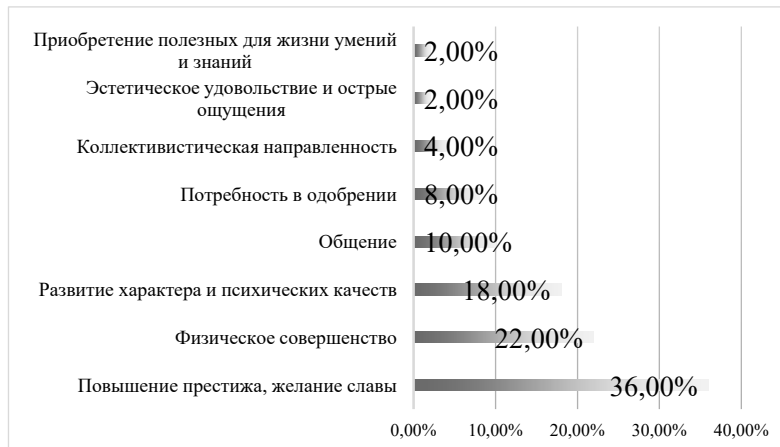 Приобретение полезных для жизни умений
и знаний
2,00%
Эстетическое удовольствие и острые
ощущения
2,00%
Коллективистическая направленность
4,00%
Потребность в одобрении
8,00%
Общение
10,00%
Развитие характера и психических качеств
18,00%
Физическое совершенство
22,00%
Повышение престижа, желание славы
36,00%
0,00% 10,00% 20,00% 30,00% 40,00%